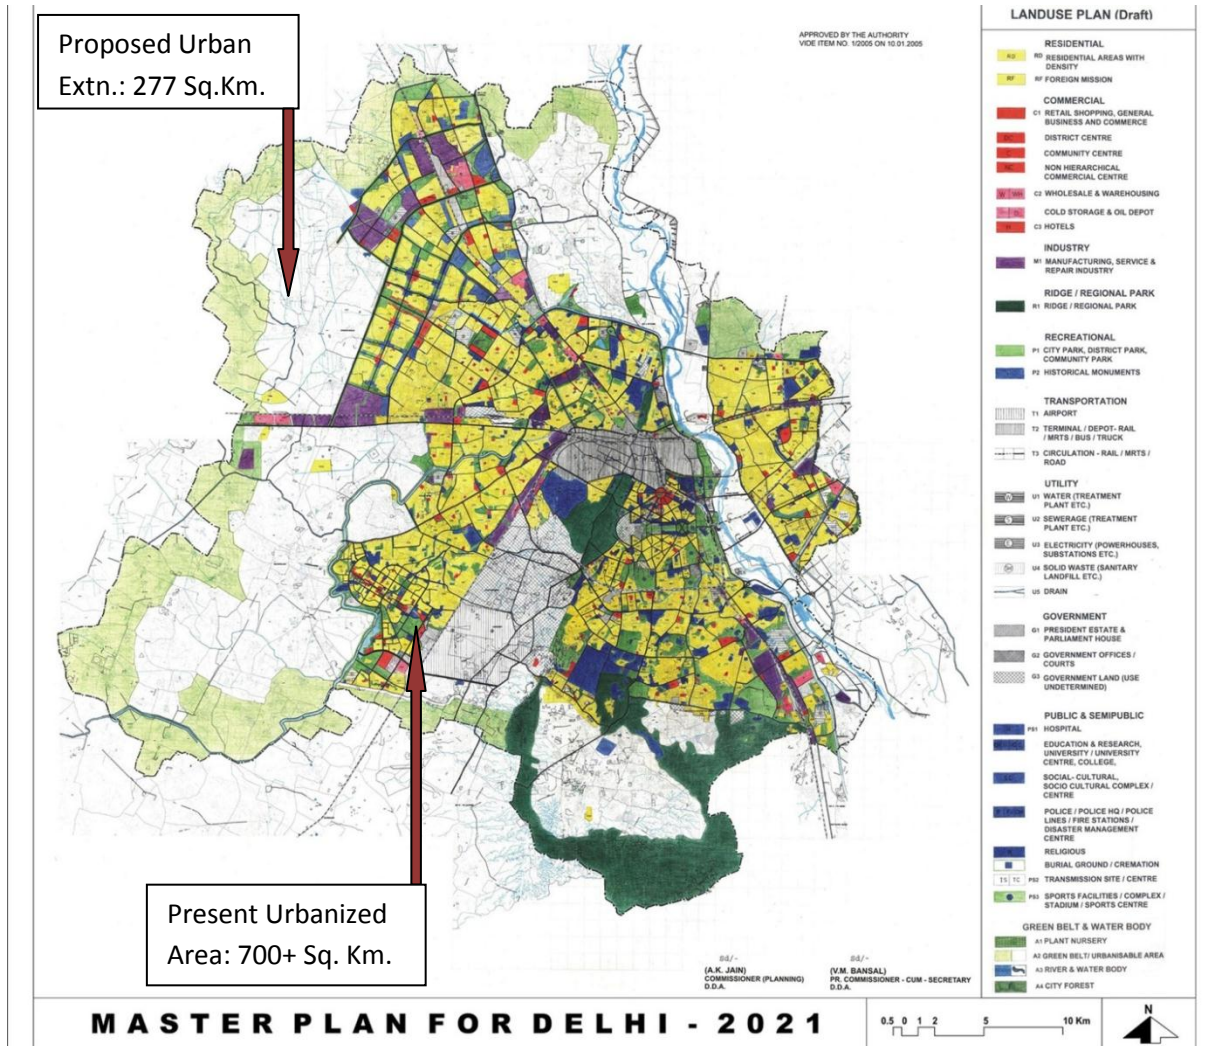 Proposed Urban
Extn.: 277 Sq.Km.
APPROVED BY THE AUTHORITY
VIDE ITEM NO. 1/2005 ON 10.01.2005
Present Urbanized
Area: 700+ Sq. Km.
sd/-
(A.K. JAIN)
COMMISSIONER (PLANNING)
D.D.A.
sd/-
(V.M. BANSAL)
PR. COMMISSIONER - CUM - SECRETARY
D.D.A.
LANDUSE PLAN (Draft)
RESIDENTIAL
RD RESIDENTIAL AREAS WITH
DENSITY
RF RF FOREIGN MISSION
COMMERCIAL
C1 RETAIL SHOPPING, GENERAL
BUSINESS AND COMMERCE
DISTRICT CENTRE
COMMUNITY CENTRE
NON HIERARCHICAL
COMMERCIAL CENTRE
C2 WHOLESALE & WAREHOUSING
COLD STORAGE & OIL DEPOT
C3 HOTELS
INDUSTRY
M1 MANUFACTURING, SERVICE &
REPAIR INDUSTRY
RIDGE / REGIONAL PARK
R1 RIDGE / REGIONAL PARK
RECREATIONAL
P1 CITY PARK, DISTRICT PARK,
COMMUNITY PARK
P2 HISTORICAL MONUMENTS
TRANSPORTATION
T1 AIRPORT
T2 TERMINAL / DEPOT- RAIL
/ MRTS / BUS / TRUCK
T3 CIRCULATION - RAIL / MRTS /
ROAD
UTILITY
U1 WATER (TREATMENT
PLANT ETC.)
U2 SEWERAGE (TREATMENT
PLANT ETC.)
U3 ELECTRICITY (POWERHOUSES,
SUBSTATIONS ETC.)
U4 SOLID WASTE (SANITARY
LANDFILL ETC.)
U5 DRAIN
GOVERNMENT
G1 PRESIDENT ESTATE &
PARLIAMENT HOUSE
G2 GOVERNMENT OFFICES /
COURTS
G3 GOVERNMENT LAND (USE
UNDETERMINED)
PUBLIC & SEMIPUBLIC
PS1 HOSPITAL
EDUCATION & RESEARCH,
UNIVERSITY / UNIVERSITY
CENTRE, COLLEGE,
SOCIAL- CULTURAL,
SOCIO CULTURAL COMPLEX /
CENTRE
POLICE / POLICE HQ / POLICE
LINES / FIRE STATIONS /
DISASTER MANAGEMENT
CENTRE
RELIGIOUS
BURIAL GROUND / CREMATION
TS TC PS2 TRANSMISSION SITE / CENTRE
PS3 SPORTS FACILITIES / COMPLEX /
STADIUM / SPORTS CENTRE
GREEN BELT & WATER BODY
A1 PLANT NURSERY
A2 GREEN BELT/ URBANISABLE AREA
A3 RIVER & WATER BODY
A4 CITY FOREST
MASTER PLAN FOR DELHI - 2021
0.5 0 1 2 5 10 Km
N